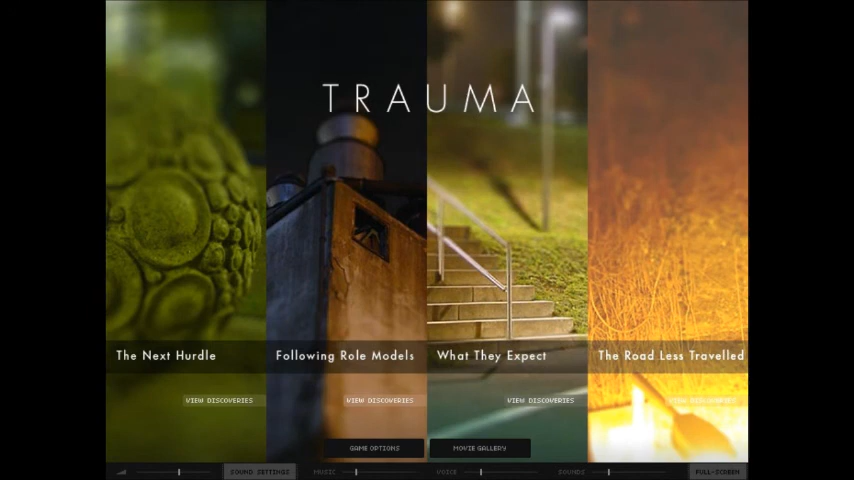 TRAUMA
The Next Hurdle
Following Role Models
What They Expect
The Road Less Travelled
VIEW DISCOVERIES
VIEW DISCOVERIES
VIEW DISCOVERIES
VIEW DISCOVERIES
GAME OPTIONS
MOVIE GALLERY
SOUND SETTINGS
MUSIC
VOICE
SOUNDS
FULL-SCREEN